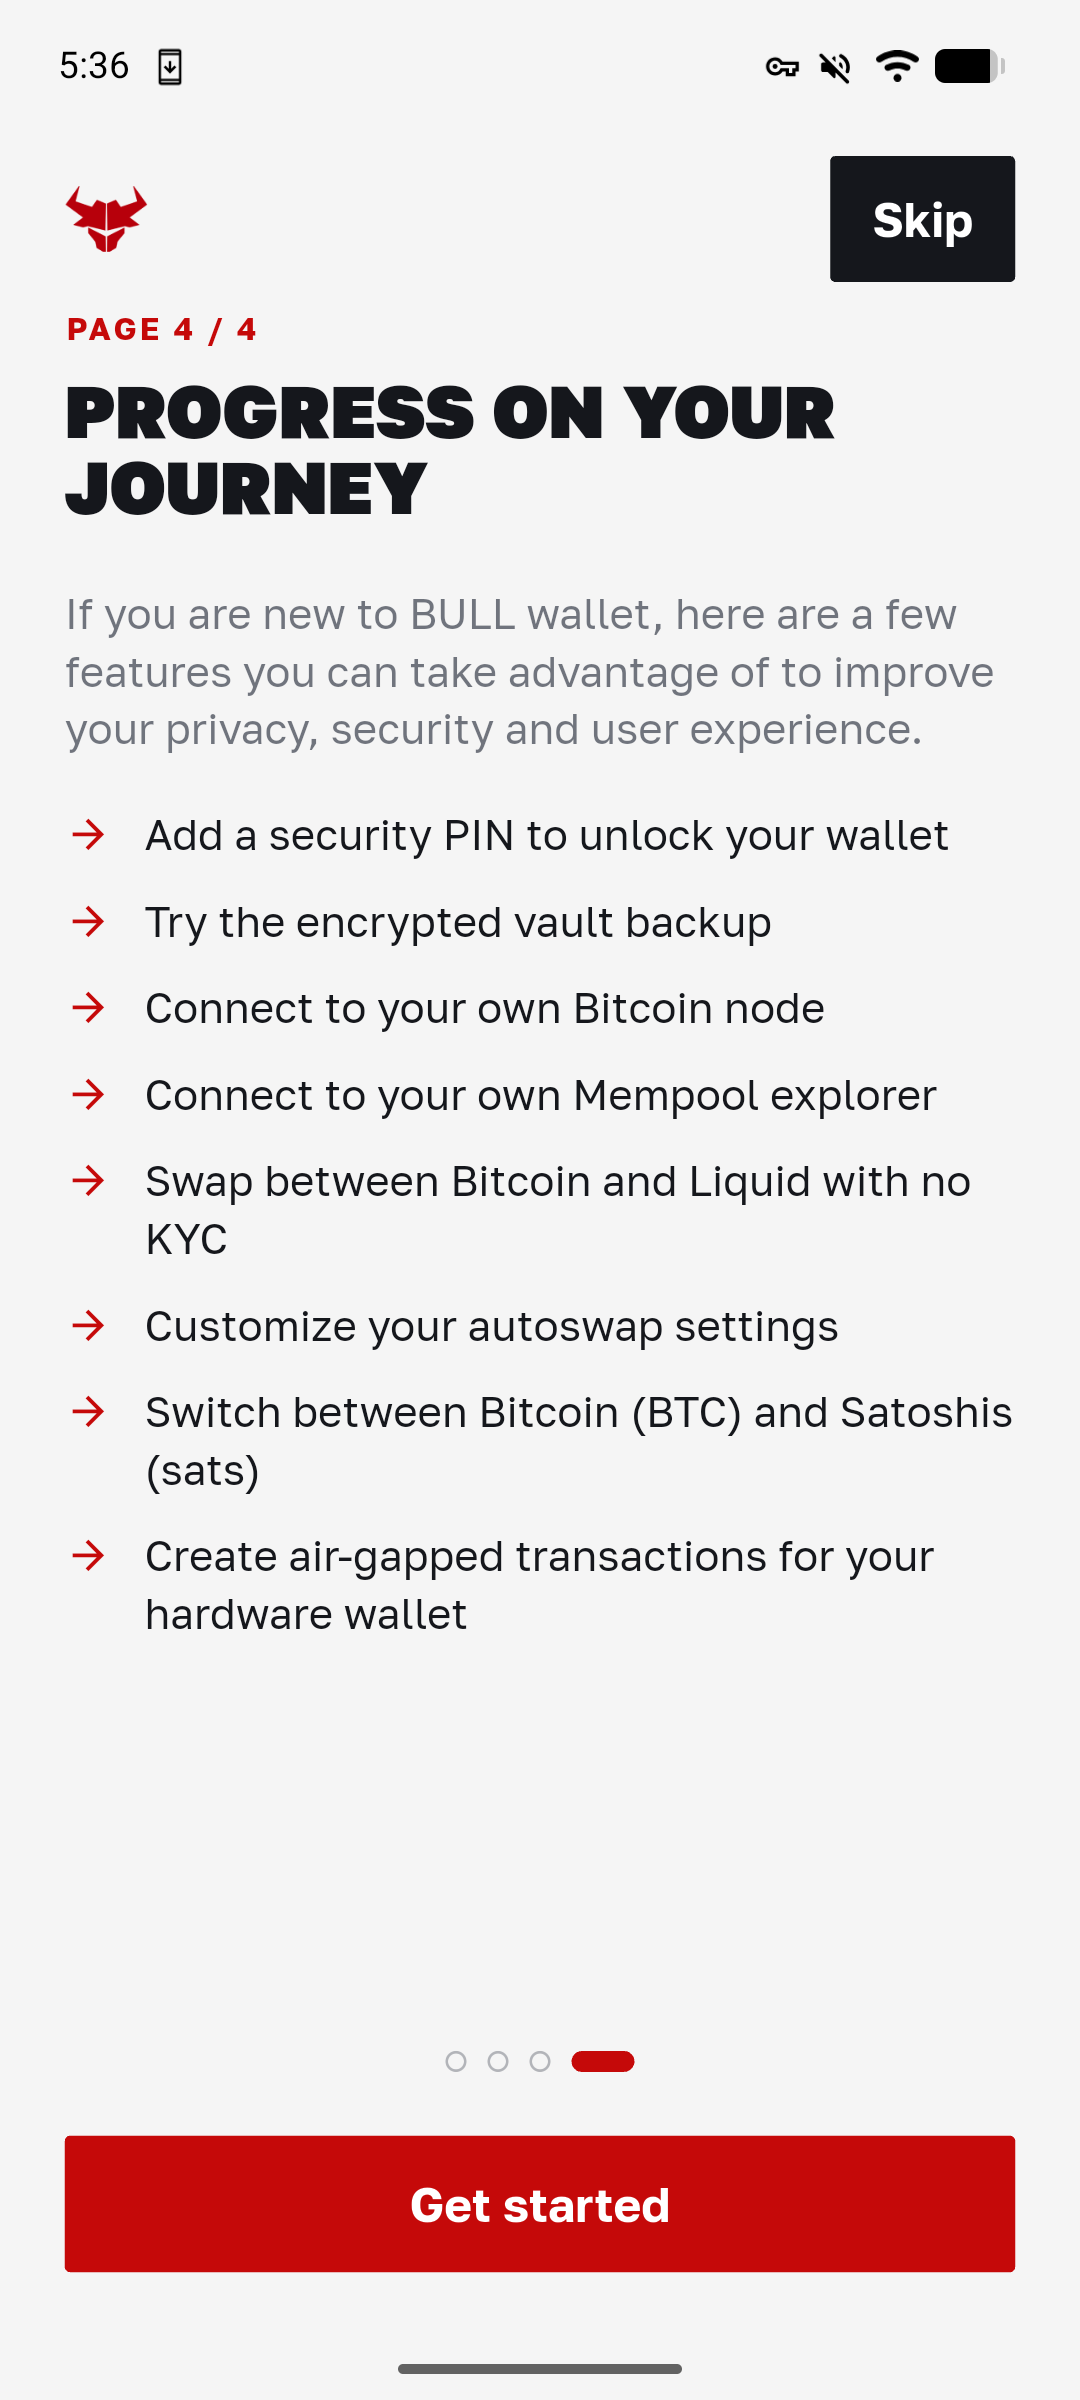 5:36
Skip
PAGE 4 / 4
PROGRESS ON YOUR
JOURNEY
If you are new to BULL wallet, here are a few
features you can take advantage of to improve
your privacy, security and user experience.
Add a security PIN to unlock your wallet
Try the encrypted vault backup
Connect to your own Bitcoin node
Connect to your own Mempool explorer
Swap between Bitcoin and Liquid with no
KYC
Customize your autoswap settings
Switch between Bitcoin (BTC) and Satoshis
(sats)
Create air-gapped transactions for your
hardware wallet
Get started